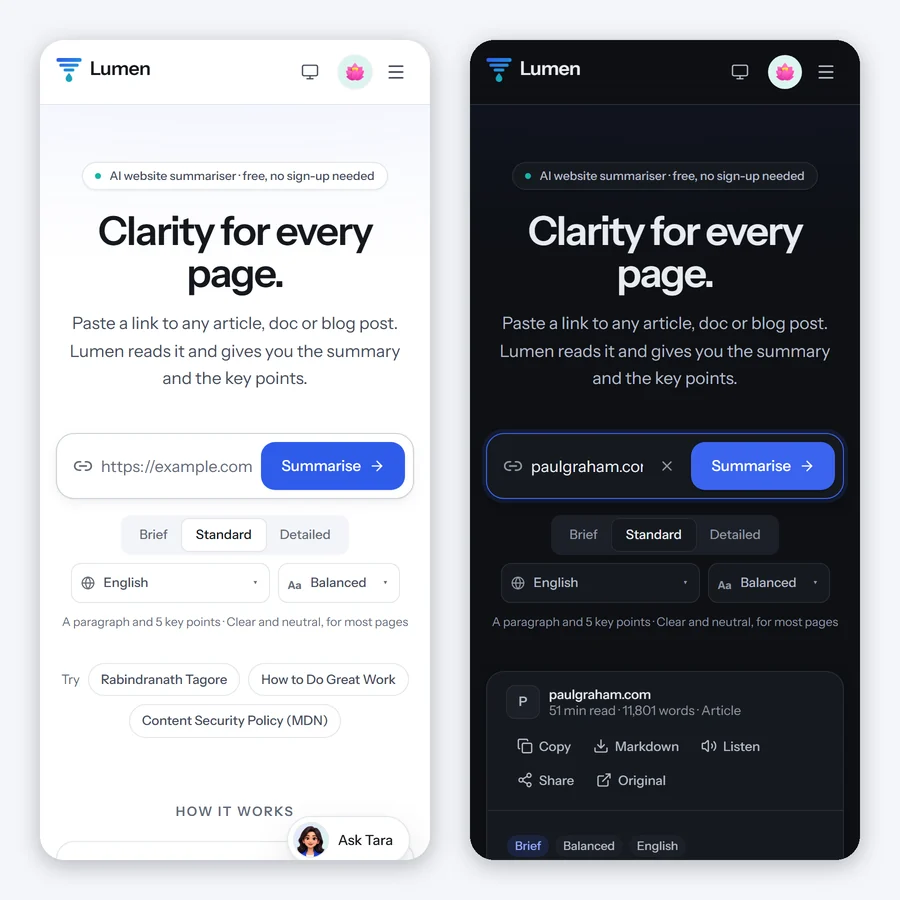 Lumen
AI website summariser · free, no sign-up needed
Clarity for every
page.
Paste a link to any article, doc or blog post.
Lumen reads it and gives you the summary
and the key points.
https://example.com
Summarise →
Brief
Standard
Detailed
English
Aa Balanced
A paragraph and 5 key points · Clear and neutral, for most pages
Try
Rabindranath Tagore
How to Do Great Work
Content Security Policy (MDN)
HOW IT WORKS
Ask Tara
Lumen
AI website summariser · free, no sign-up needed
Clarity for every
page.
Paste a link to any article, doc or blog post.
Lumen reads it and gives you the summary
and the key points.
paulgraham.com
Summarise →
Brief
Standard
Detailed
English
Aa Balanced
A paragraph and 5 key points · Clear and neutral, for most pages
P
paulgraham.com
51 min read · 11,801 words · Article
Copy
Markdown
Listen
Share
Original
Brief
Balanced
English